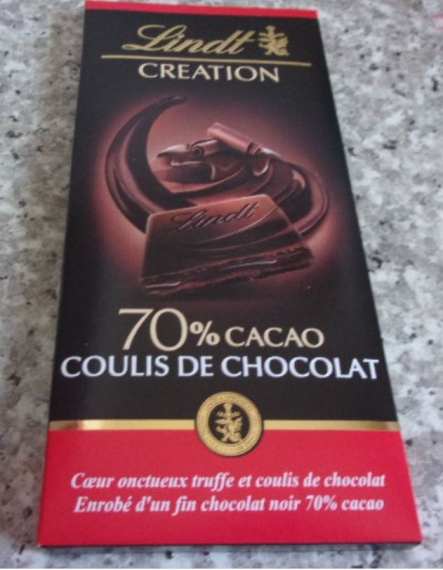 Lindt
CREATION
Lindt
70% CACAO
COULIS DE CHOCOLAT
Cœur onctueux truffe et coulis de chocolat
Enrobé d'un fin chocolat noir 70% cacao